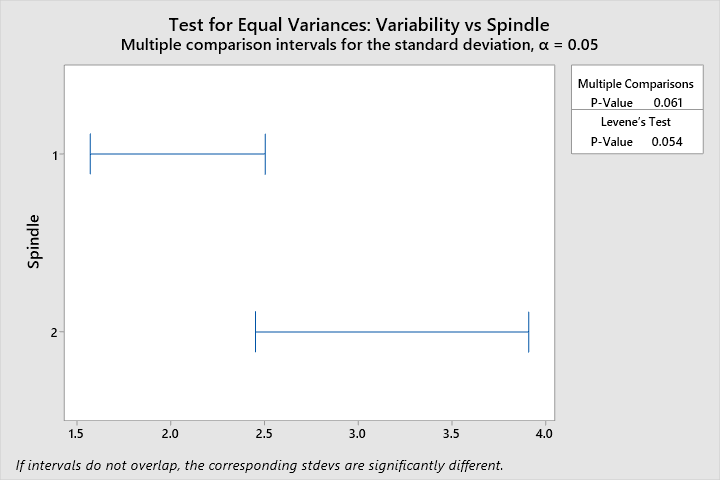 Test for Equal Variances: Variability vs Spindle
Multiple comparison intervals for the standard deviation, α = 0.05
Multiple Comparisons
P-Value 0.061
Levene's Test
P-Value 0.054
Spindle
1
2
1.5 2.0 2.5 3.0 3.5 4.0
If intervals do not overlap, the corresponding stdevs are significantly different.